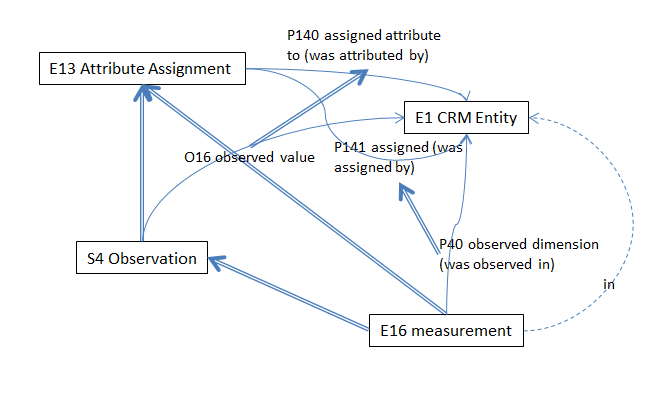 P140 assigned attribute
to (was attributed by)
E13 Attribute Assignment
E1 CRM Entity
O16 observed value
P141 assigned (was
assigned by)
P40 observed dimension
(was observed in)
S4 Observation
in
E16 measurement